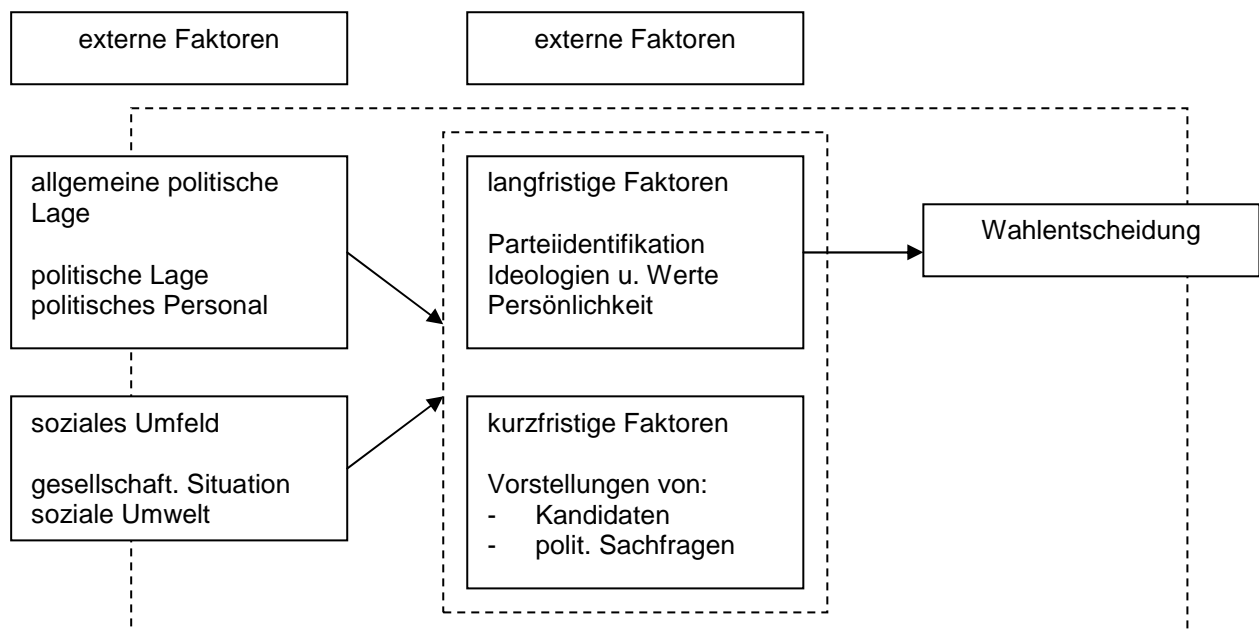 externe Faktoren
externe Faktoren
allgemeine politische
Lage
politische Lage
politisches Personal
langfristige Faktoren
Parteiidentifikation
Ideologien u. Werte
Persönlichkeit
Wahlentscheidung
soziales Umfeld
gesellschaft. Situation
soziale Umwelt
kurzfristige Faktoren
Vorstellungen von:
- Kandidaten
- polit. Sachfragen